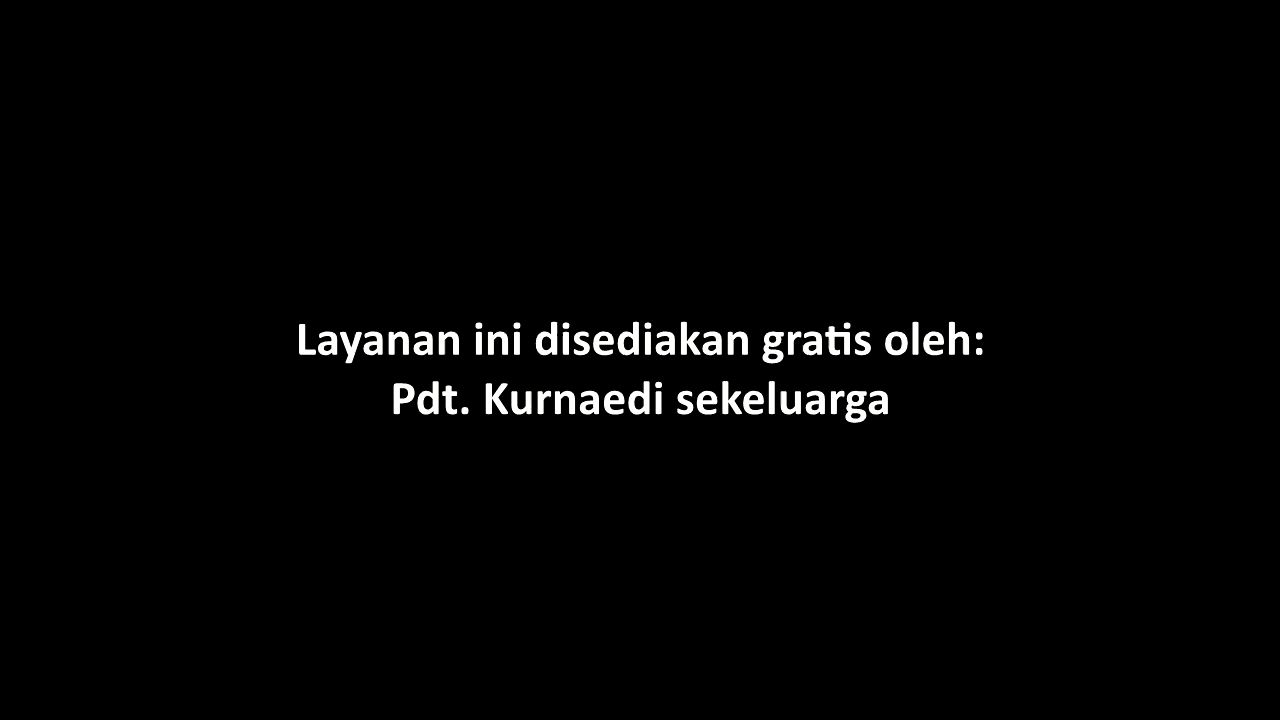 Layanan ini disediakan gratis oleh:
Pdt. Kurnaedi sekeluarga